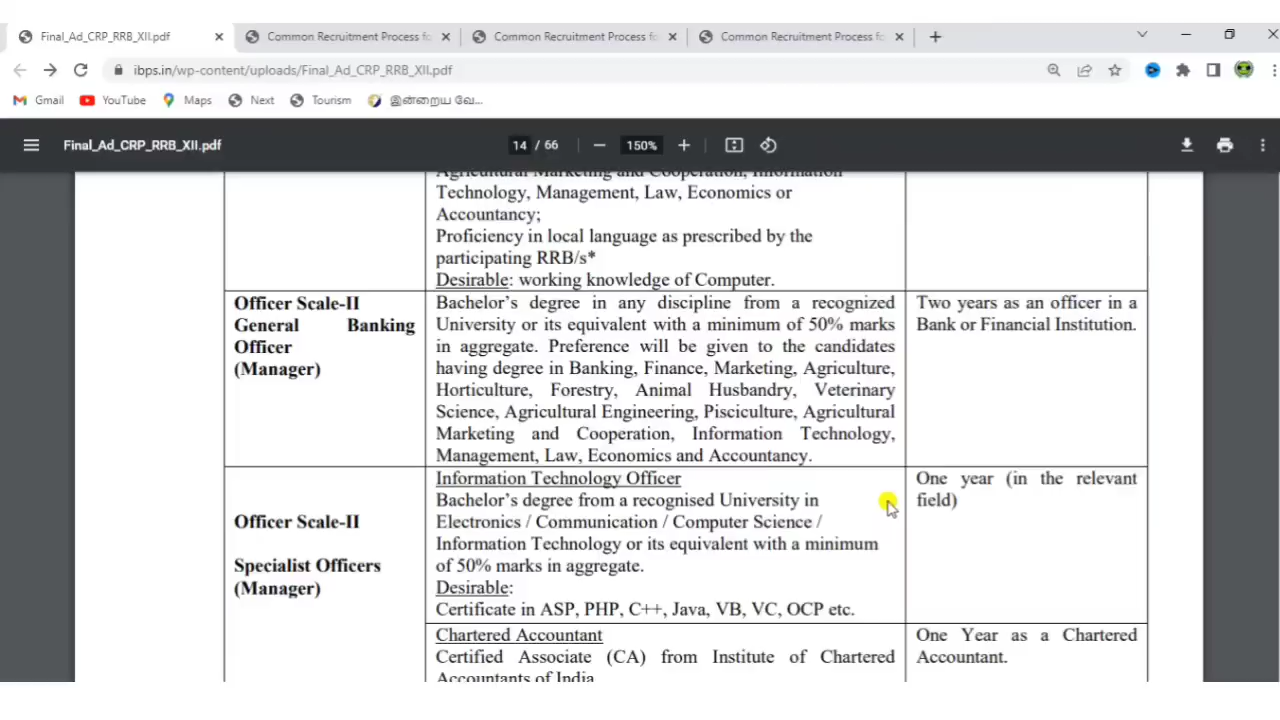 Final_Ad_CRP_RRB_XII.pdf
Common Recruitment Process fo
Common Recruitment Process fo
Common Recruitment Process fo
ibps.in/wp-content/uploads/Final_Ad_CRP_RRB_XII.pdf
Gmail
YouTube
Maps
Next
Tourism
இன்றைய வே...
Final_Ad_CRP_RRB_XII.pdf
14 / 66
150%
Agricultural Marketing and Cooperation, Information
Technology, Management, Law, Economics or
Accountancy;
Proficiency in local language as prescribed by the
participating RRB/s*
Desirable: working knowledge of Computer.
Officer Scale-II
General Banking
Officer
(Manager)
Bachelor's degree in any discipline from a recognized
University or its equivalent with a minimum of 50% marks
in aggregate. Preference will be given to the candidates
having degree in Banking, Finance, Marketing, Agriculture,
Horticulture, Forestry, Animal Husbandry, Veterinary
Science, Agricultural Engineering, Pisciculture, Agricultural
Marketing and Cooperation, Information Technology,
Management, Law, Economics and Accountancy.
Two years as an officer in a
Bank or Financial Institution.
Officer Scale-II
Specialist Officers
(Manager)
Information Technology Officer
Bachelor's degree from a recognised University in
Electronics / Communication / Computer Science /
Information Technology or its equivalent with a minimum
of 50% marks in aggregate.
Desirable:
Certificate in ASP, PHP, C++, Java, VB, VC, OCP etc.
One year (in the relevant
field)
Chartered Accountant
Certified Associate (CA) from Institute of Chartered
Accountants of India
One Year as a Chartered
Accountant.